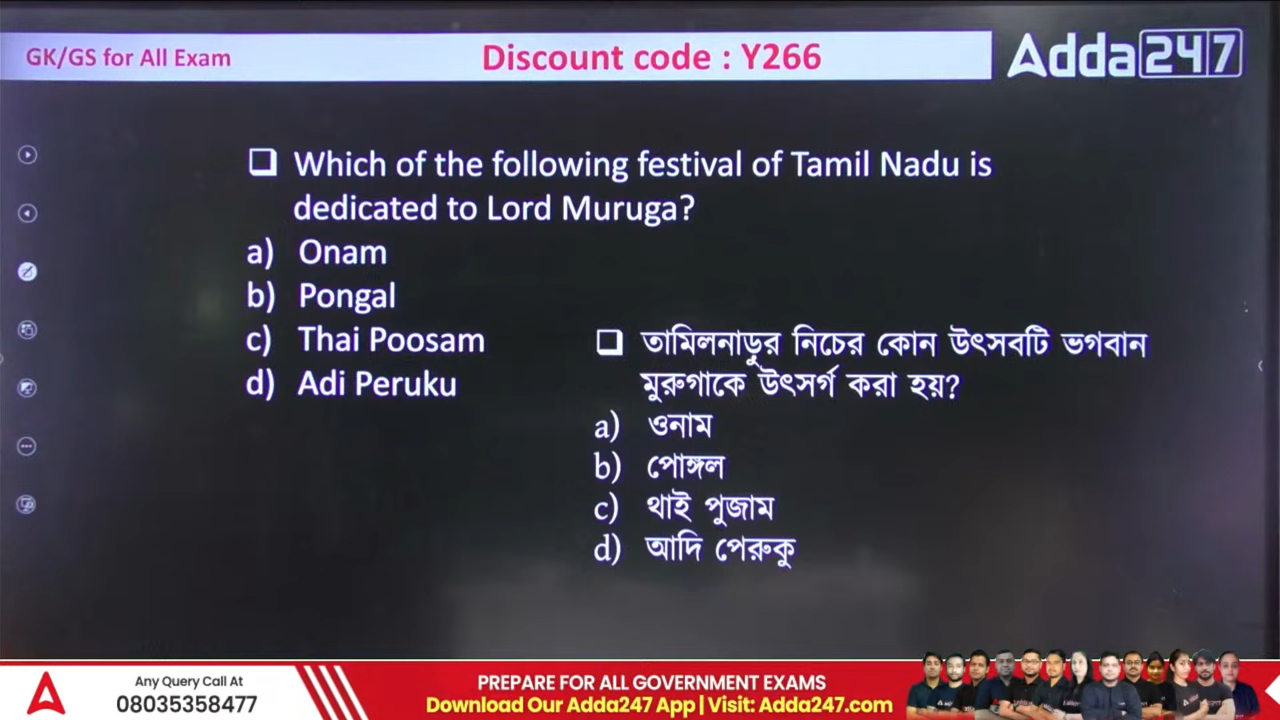 GK/GS for All Exam
Discount code : Y266
Adda247
Which of the following festival of Tamil Nadu is
dedicated to Lord Muruga?
a) Onam
b) Pongal
c) Thai Poosam
d) Adi Peruku
তামিলনাড়ুর নিচের কোন উৎসবটি ভগবান
মুরুগাকে উৎসর্গ করা হয়?
a) ওনাম
b) পোঙ্গল
c) থাই পুজাম
d) আদি পেরুকু
Any Query Call At
08035358477
PREPARE FOR ALL GOVERNMENT EXAMS
Download Our Adda247 App | Visit: Adda247.com